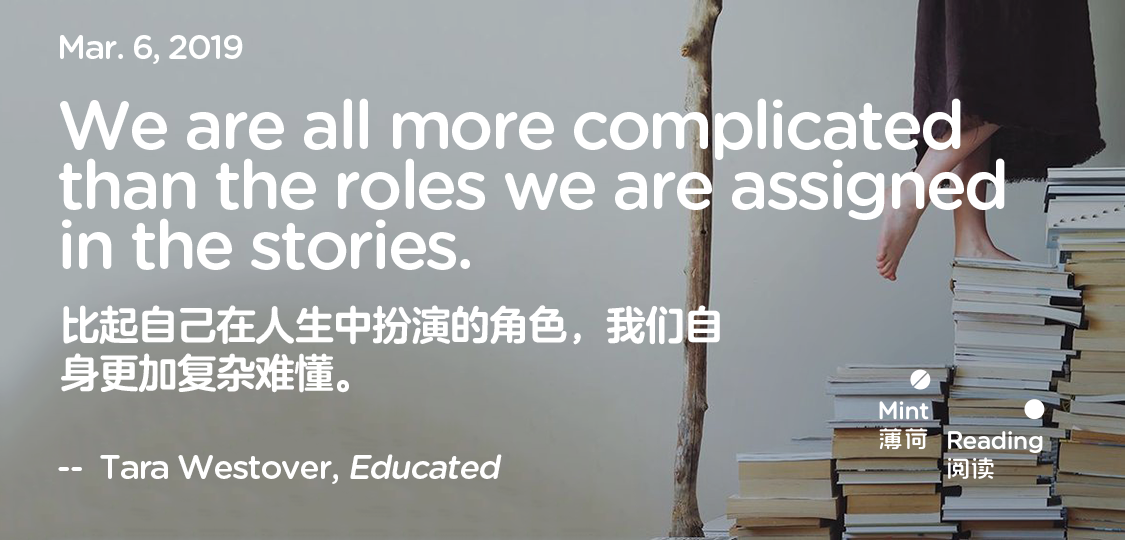 Mar. 6, 2019
We are all more complicated
than the roles we are assigned
in the stories.
比起自己在人生中扮演的角色，我们自
身更加复杂难懂。
-- Tara Westover, Educated
Mint
薄荷
Reading
阅读